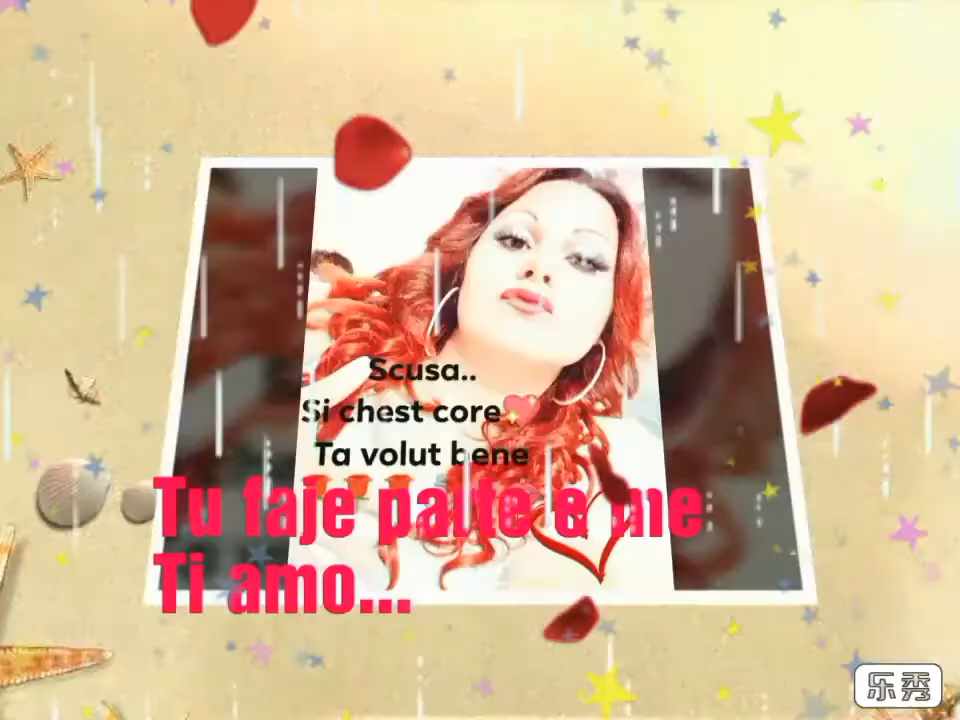 Scusa..
Si chest core
Ta volut bene
Tu faje parte e me
Ti amo...
乐秀